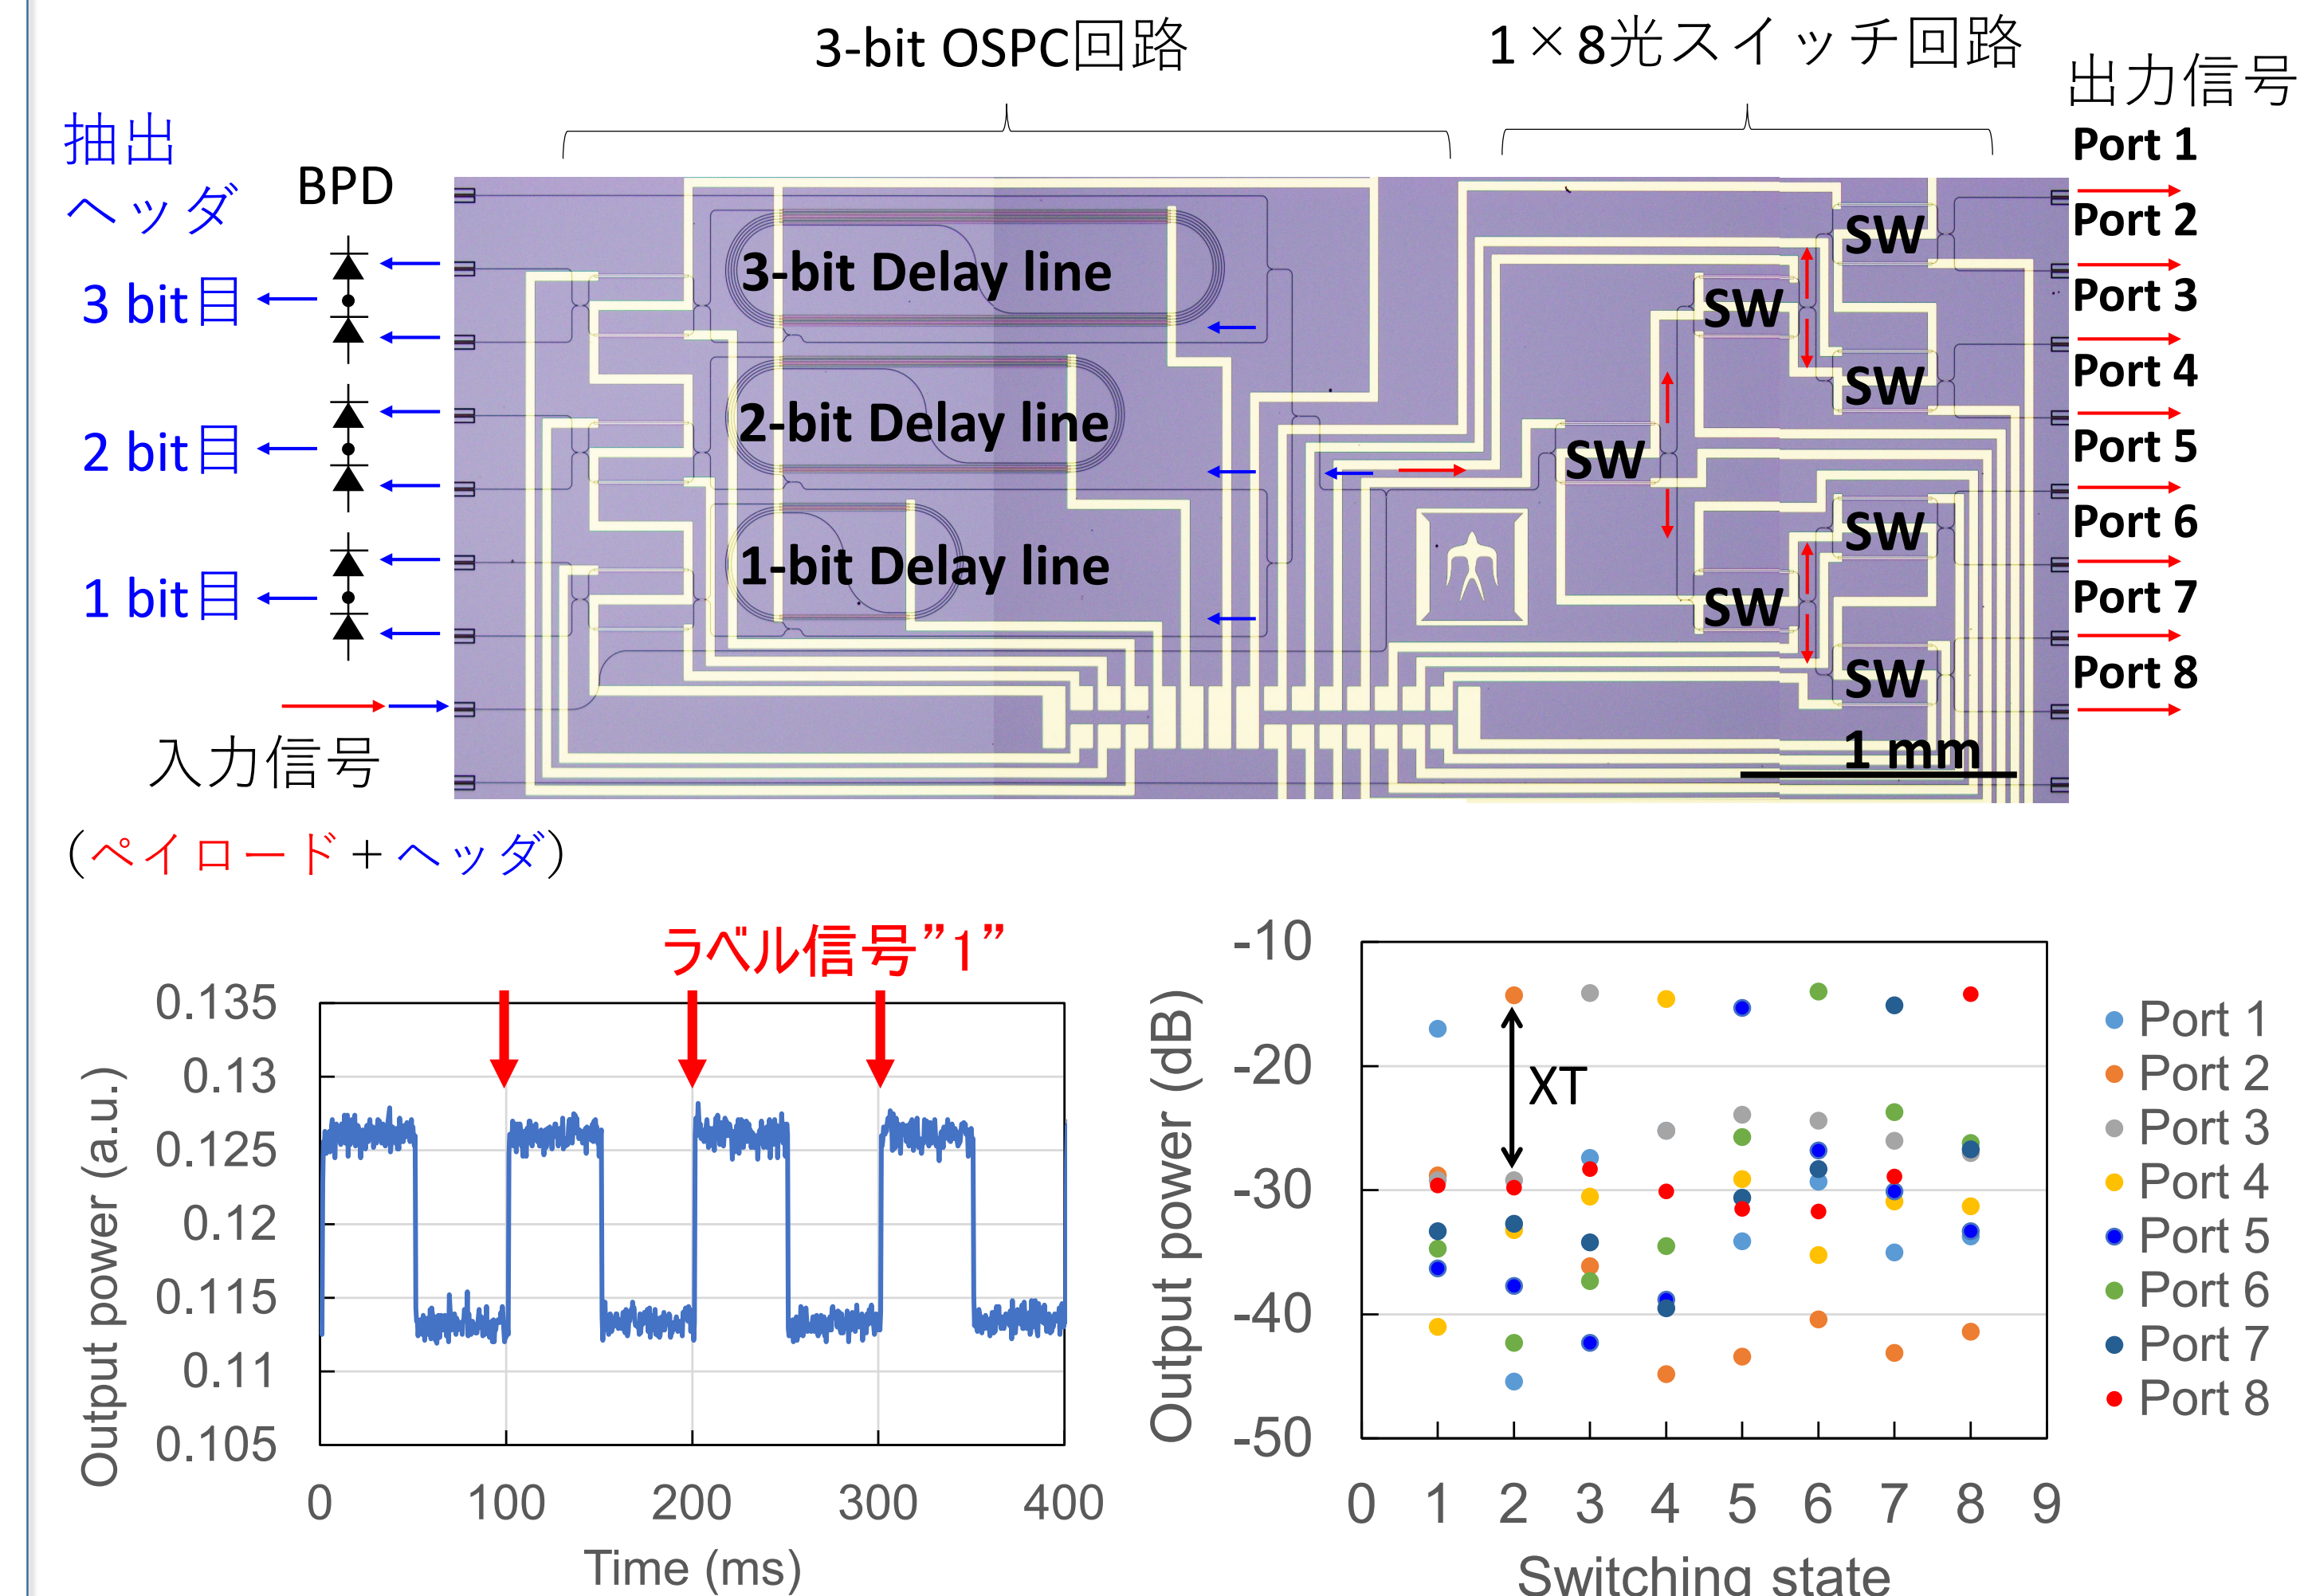 3-bit OSPC回路
1×8光スイッチ回路
出力信号
抽出
ヘッダ
BPD
3 bit目
2 bit目
1 bit目
入力信号
(ペイロード+ヘッダ)
3-bit Delay line
2-bit Delay line
1-bit Delay line
SW
SW
SW
SW
SW
SW
SW
1 mm
Port 1
Port 2
Port 3
Port 4
Port 5
Port 6
Port 7
Port 8
ラベル信号”1”
Output power (a.u.)
0.135
0.13
0.125
0.12
0.115
0.11
0.105
0 100 200 300 400
Time (ms)
Output power (dB)
-10
-20
-30
-40
-50
XT
0 1 2 3 4 5 6 7 8 9
Switching state
Port 1
Port 2
Port 3
Port 4
Port 5
Port 6
Port 7
Port 8